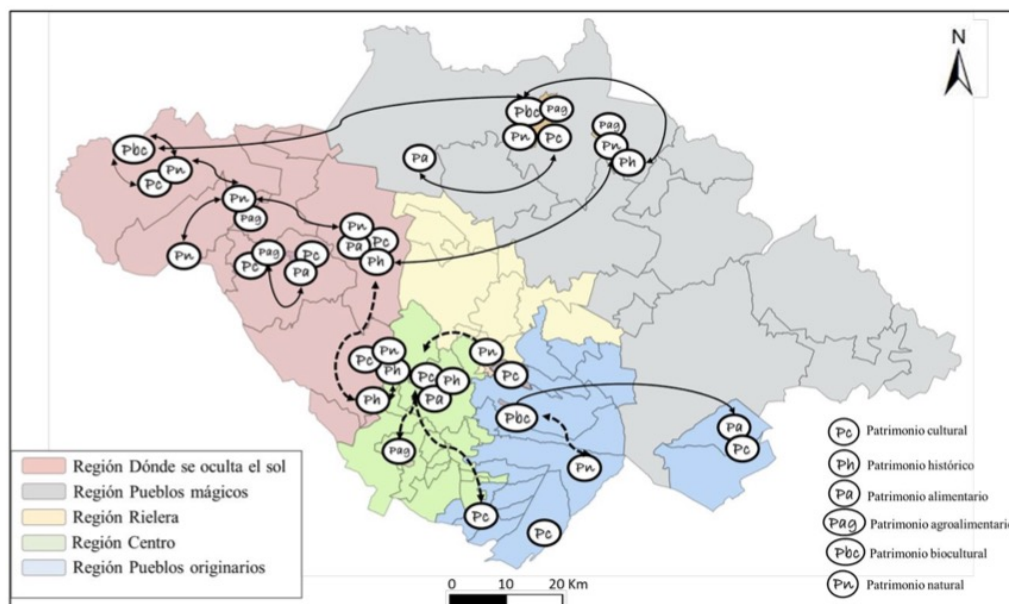 N
Pbc
Pag
Pn
Pc
Pag
Pn
Ph
Pa
Pbc
Pn
Pc
Pn
Pag
Pn
Pn
Pc
Pa
Ph
Pag
Pc
Pc
Pa
Pn
Pc
Ph
Ph
Pc
Ph
Pa
Pn
Pc
Pbc
Pn
Pag
Pc
Pc
Pa
Pc
Pc Patrimonio cultural
Ph Patrimonio histórico
Pa Patrimonio alimentario
Pag Patrimonio agroalimentario
Pbc Patrimonio biocultural
Pn Patrimonio natural
Región Dónde se oculta el sol
Región Pueblos mágicos
Región Rielera
Región Centro
Región Pueblos originarios
0 10 20 Km